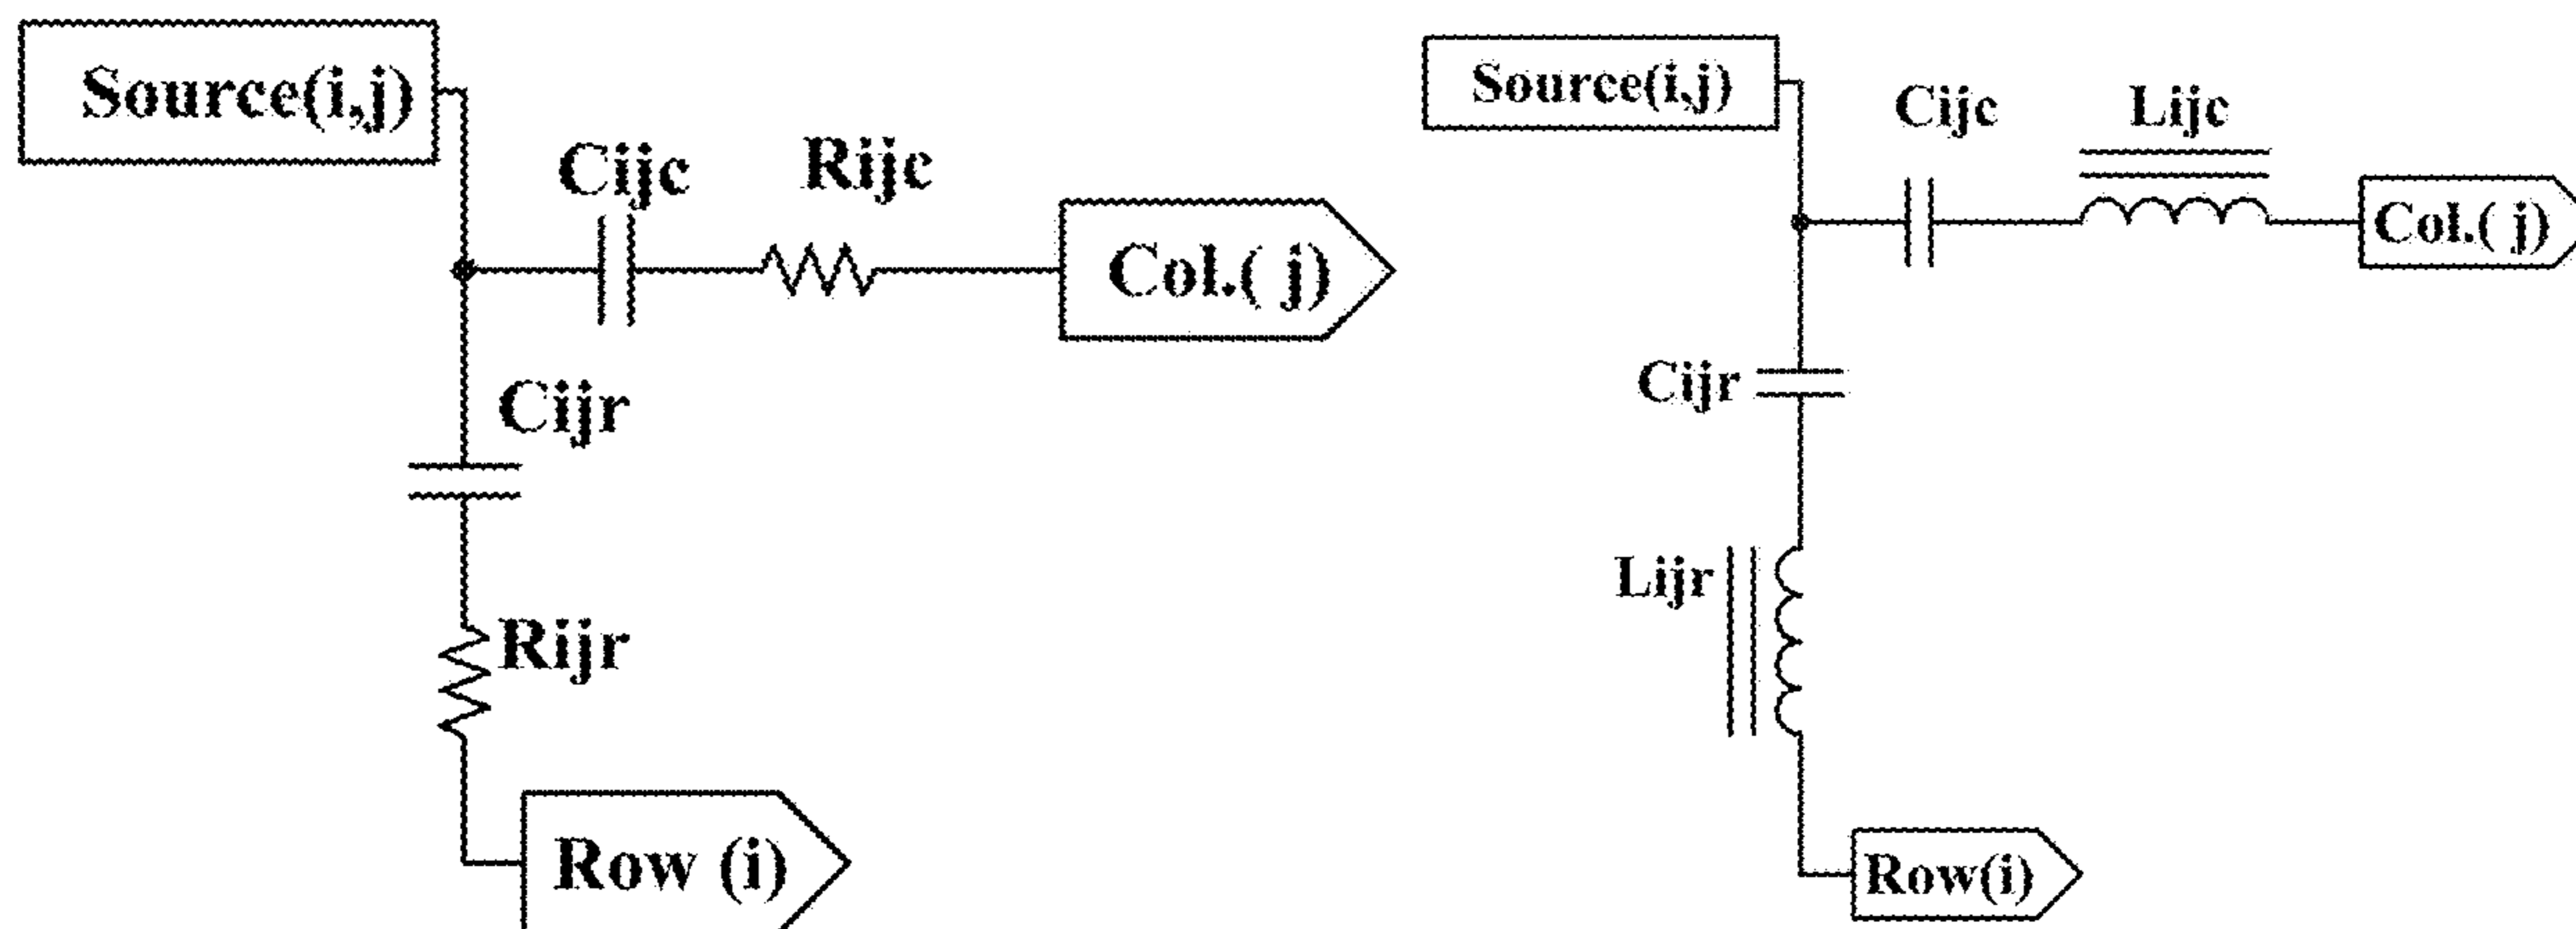 Source(i,j)
Cijc
Rijc
Col.( j)
Cijr
Rijr
Row (i)
Source(i,j)
Cijc
Lijc
Col.( j)
Cijr
Lijr
Row(i)